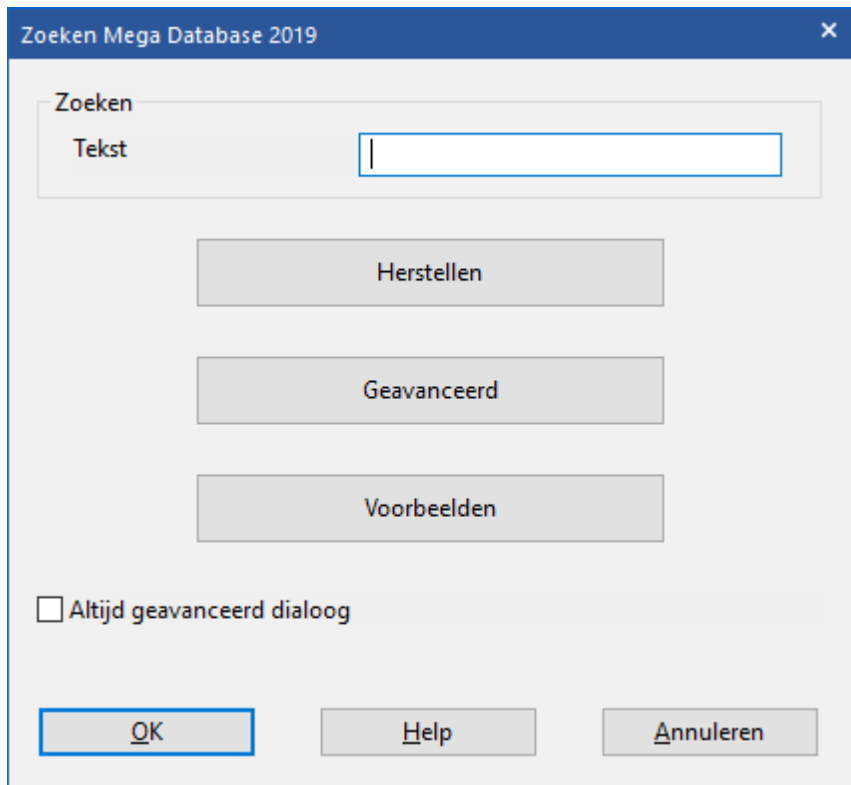 Zoeken Mega Database 2019
Zoeken
Tekst
Herstellen
Geavanceerd
Voorbeelden
Altijd geavanceerd dialoog
OK Help Annuleren